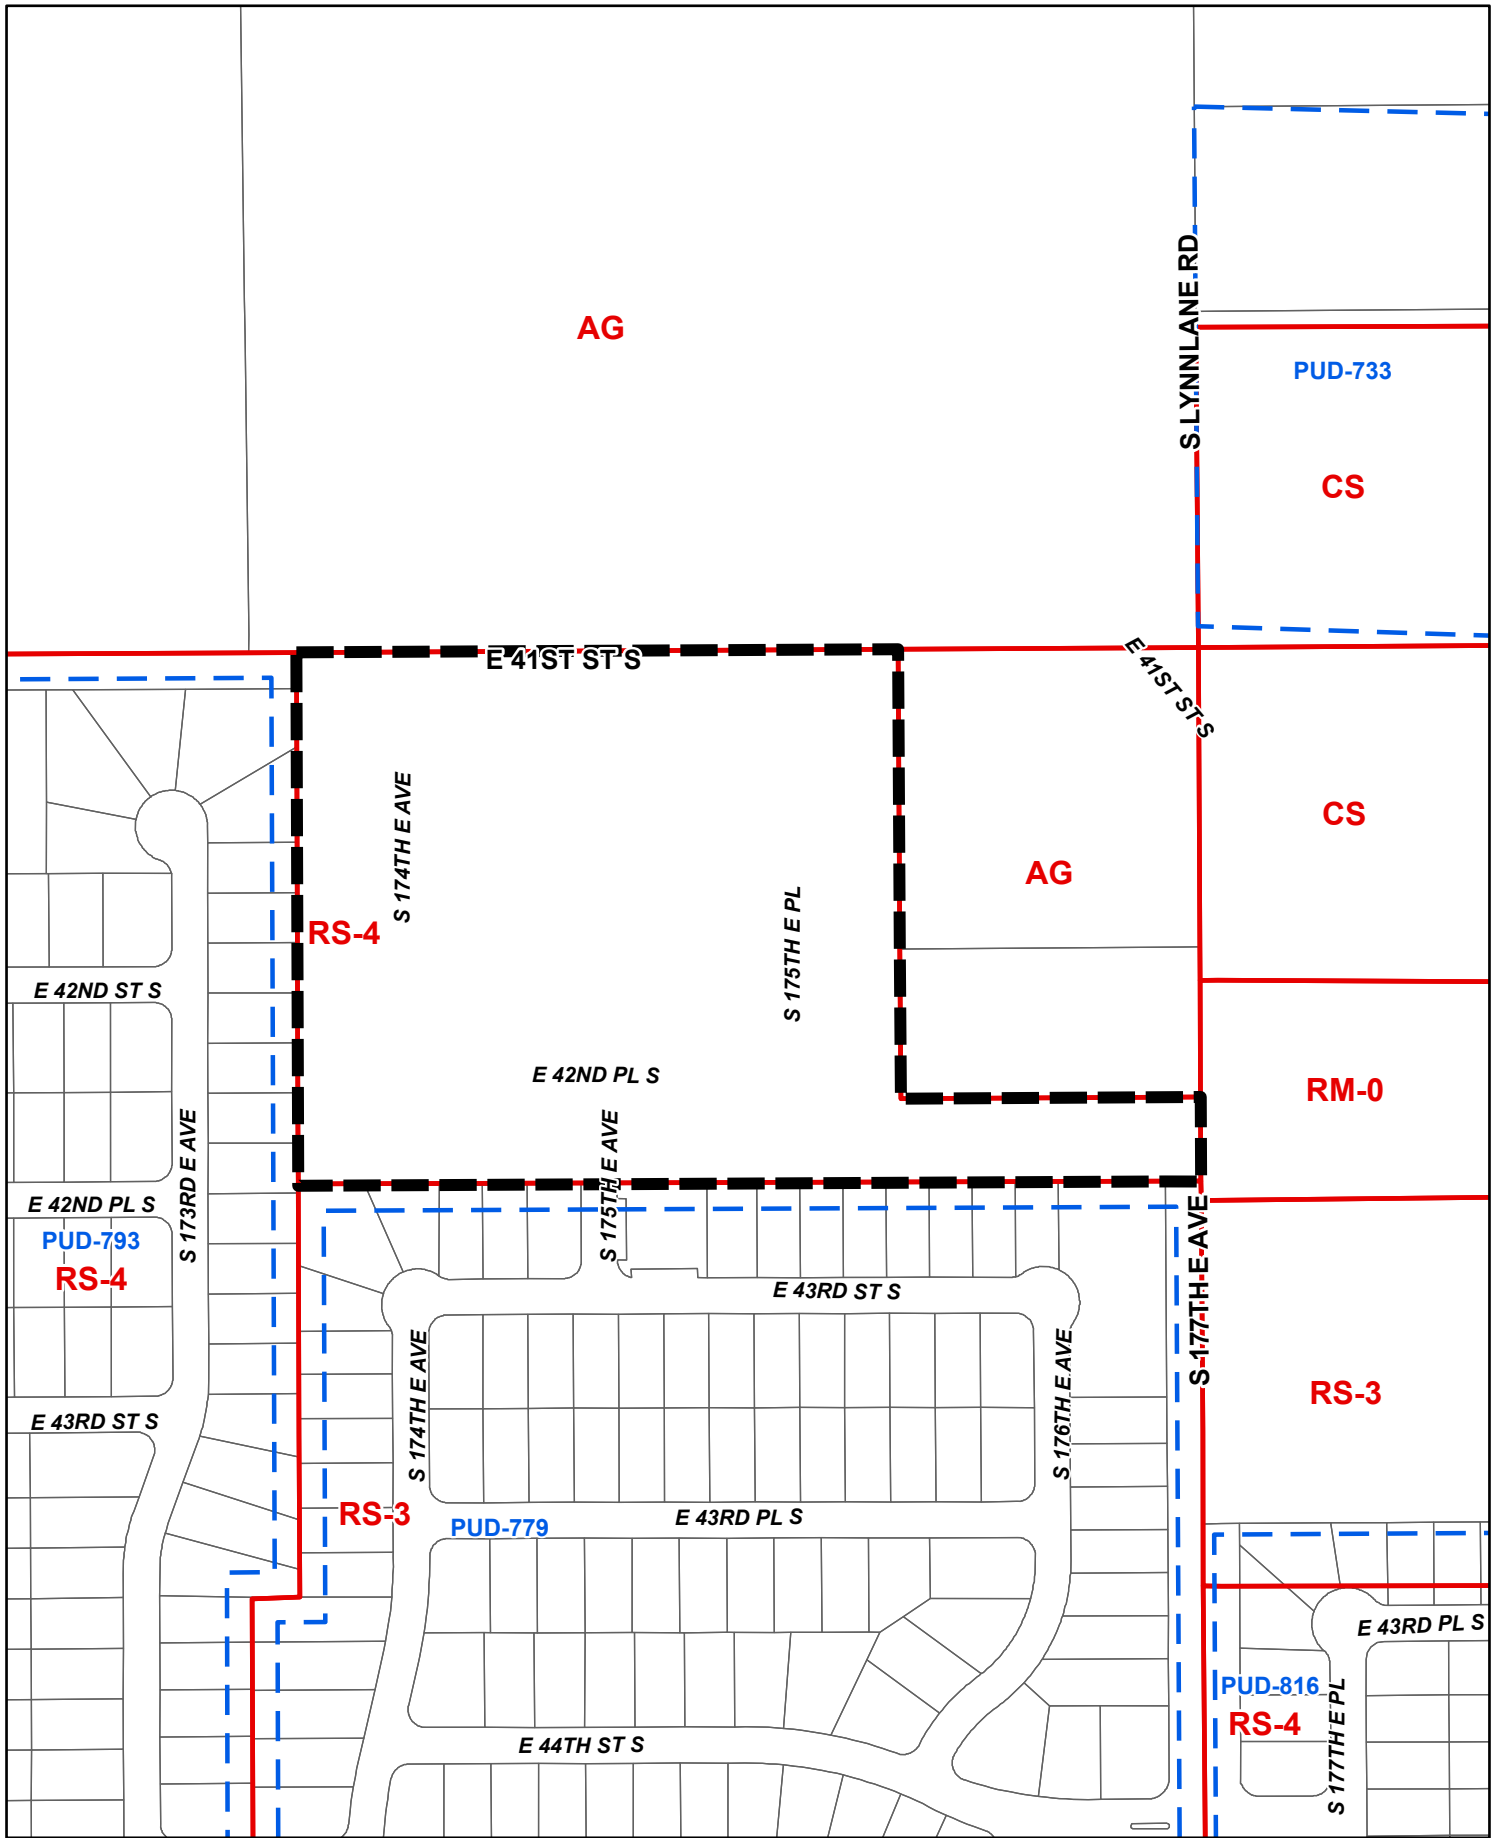 AG
S LYNNLANE RD
PUD-733
CS
E 41ST ST S
E 41ST ST S
S 174TH E AVE
CS
AG
S 175TH E PL
RS-4
E 42ND ST S
E 42ND PL S
RM-0
S 175TH E AVE
S 173RD E AVE
E 42ND PL S
PUD-793
RS-4
S 177TH E AVE
E 43RD ST S
S 174TH E AVE
S 176TH E AVE
RS-3
E 43RD ST S
RS-3
E 43RD PL S
PUD-779
E 43RD PL S
PUD-816
RS-4
S 177TH E PL
E 44TH ST S